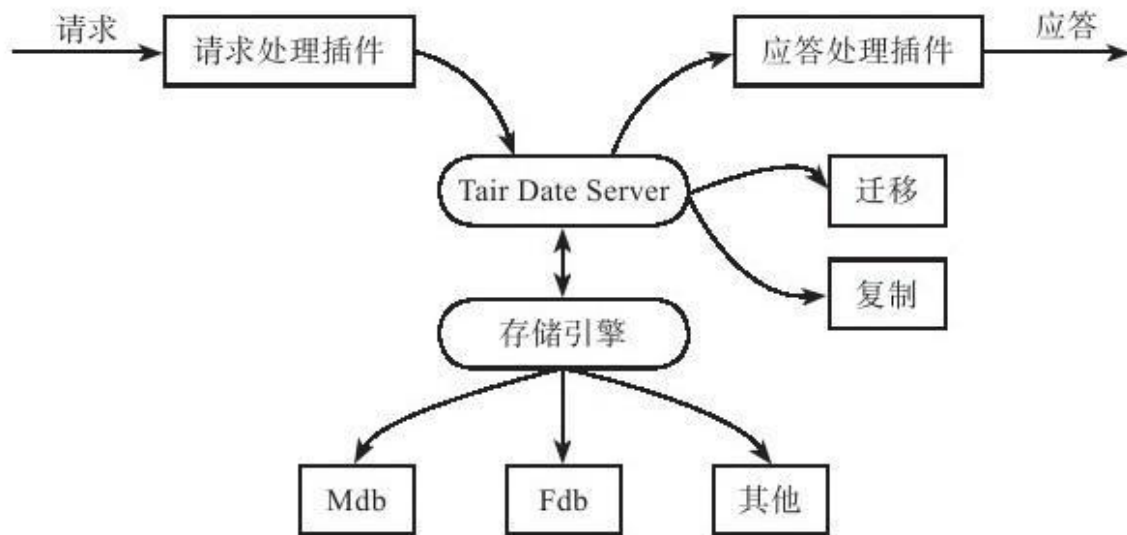 请求
请求处理插件
应答处理插件
应答
Tair Date Server
迁移
复制
存储引擎
Mdb
Fdb
其他